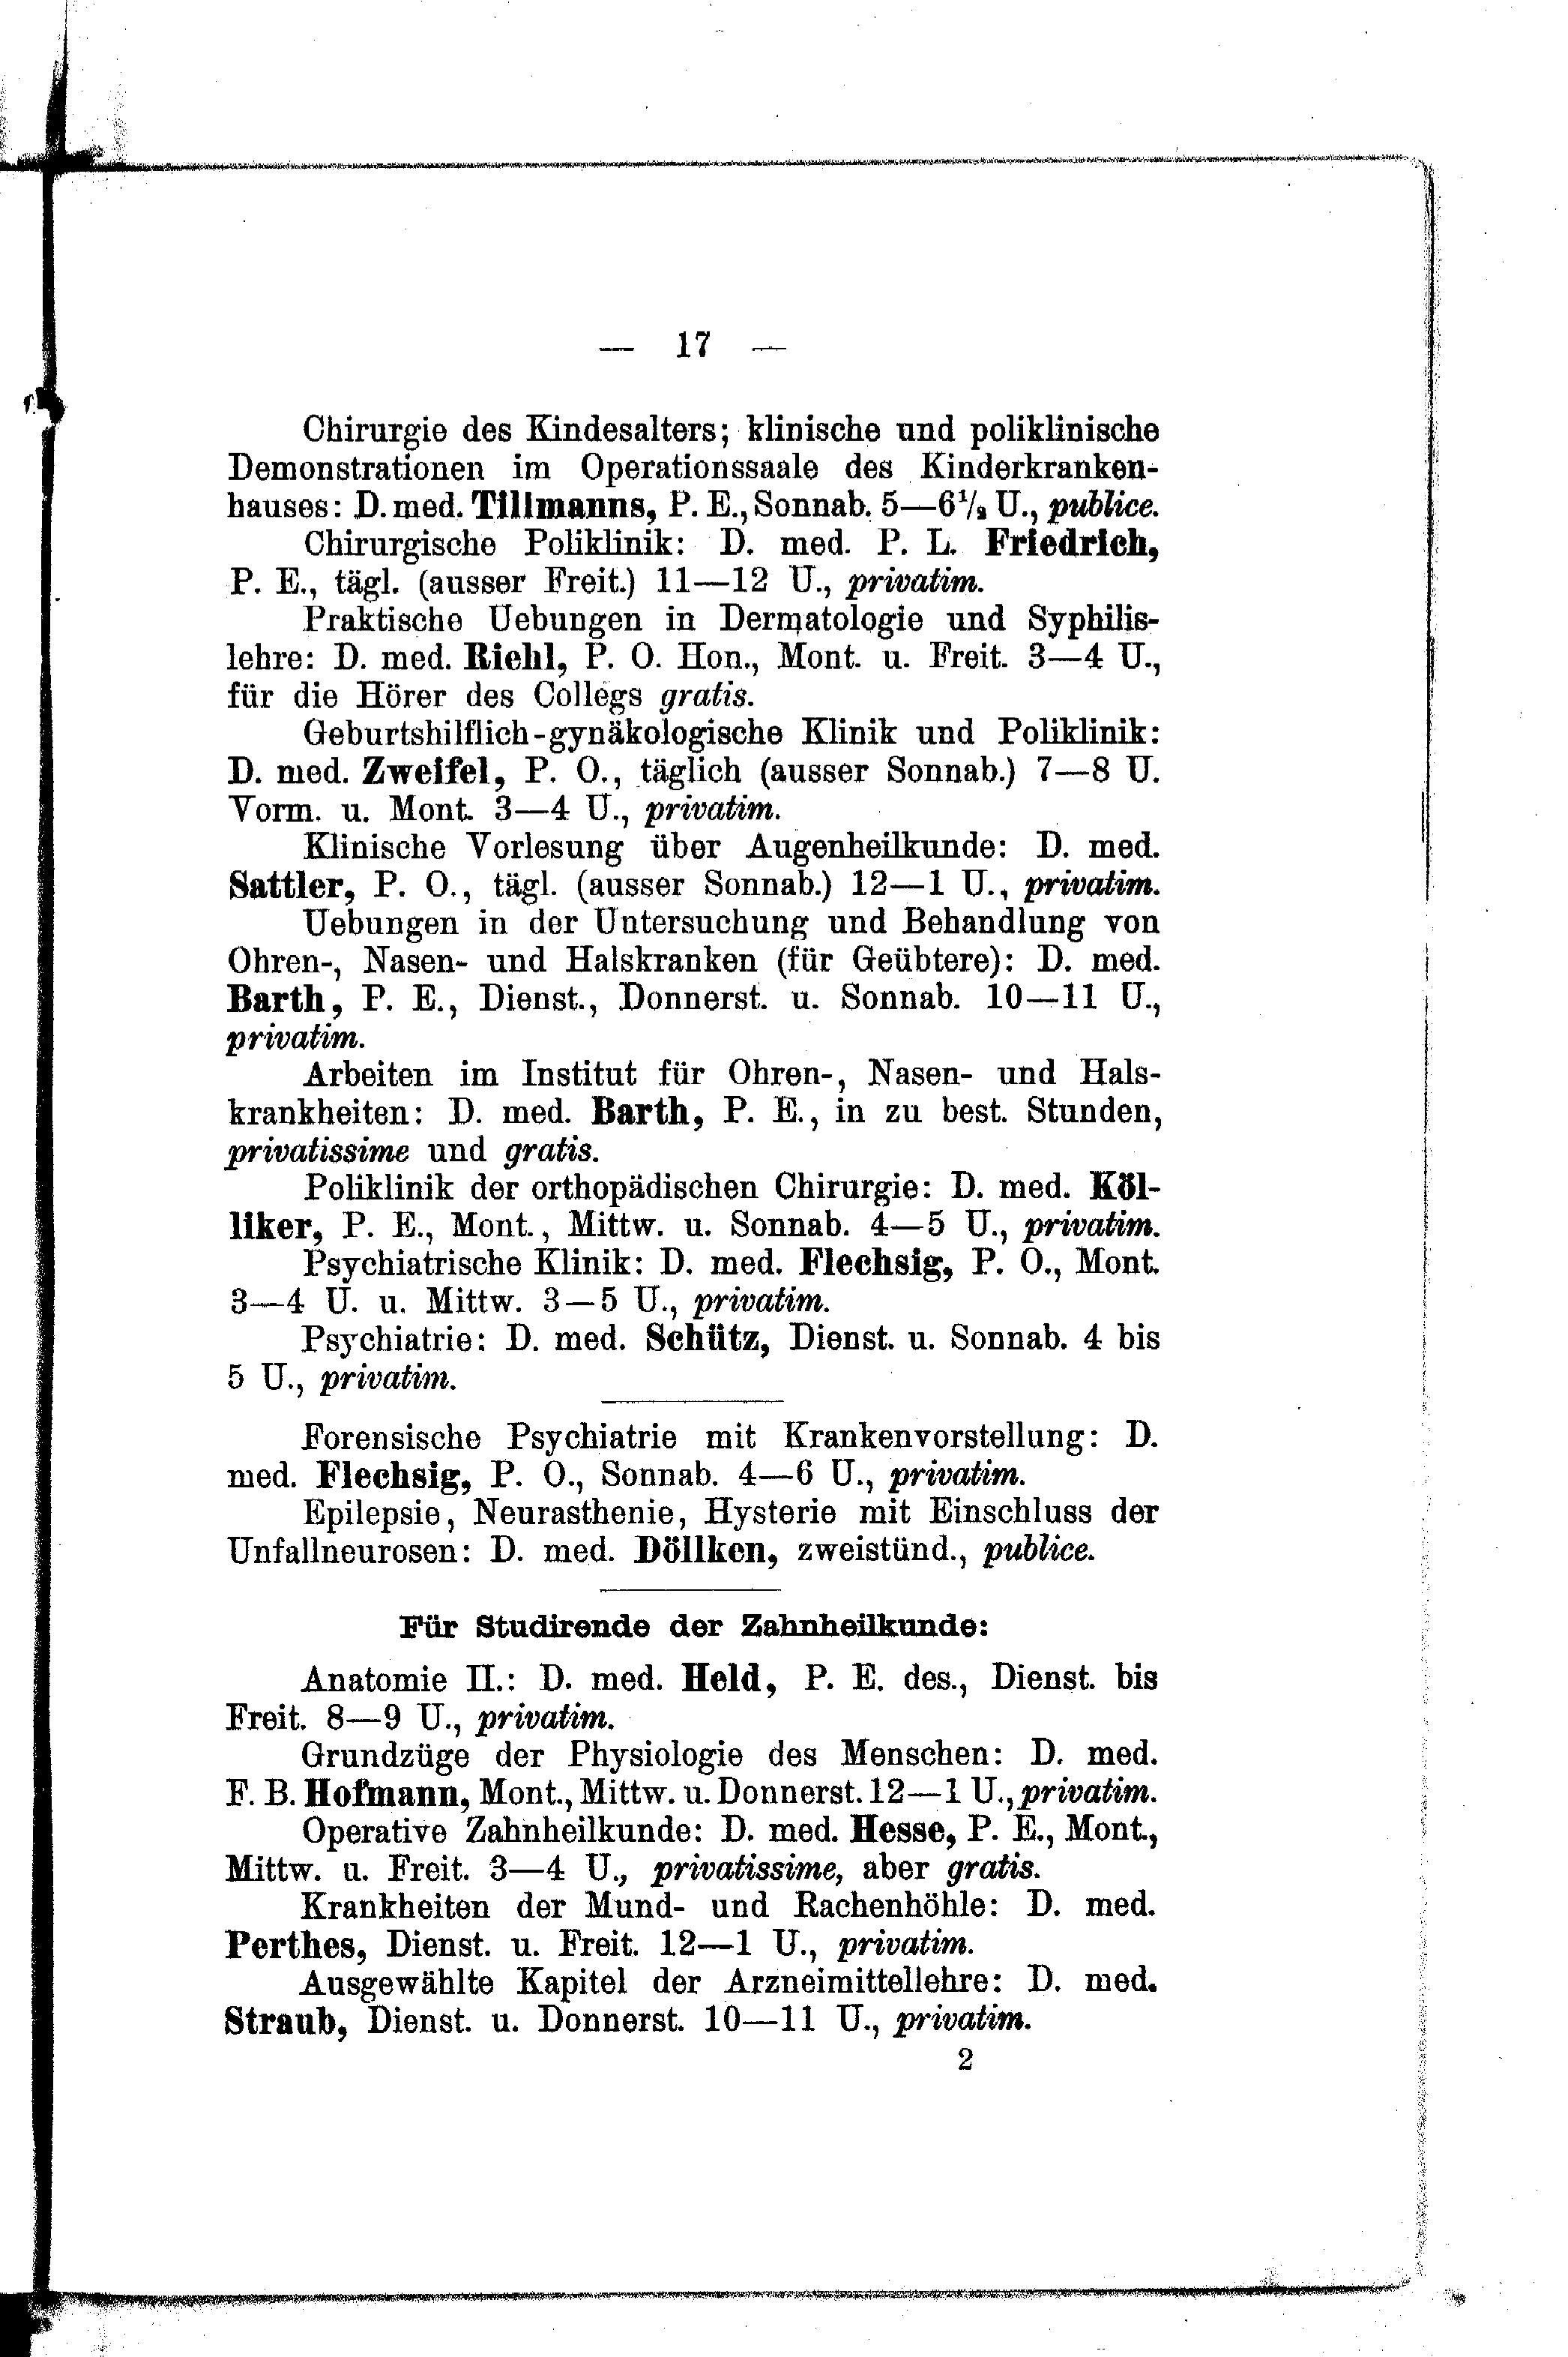 — 17 —
Chirurgie des Kindesalters; klinische und poliklinische
Demonstrationen im Operationssaale des Kinderkranken-
hauses: D. med. Tillmanns, P. E., Sonnab. 5—6½ U., publice.
Chirurgische Poliklinik: D. med. P. L. Friedrich,
P. E., tägl. (ausser Freit.) 11—12 U., privatim.
Praktische Uebungen in Dermatologie und Syphilis-
lehre: D. med. Riehl, P. O. Hon., Mont. u. Freit. 3—4 U.,
für die Hörer des Collegs gratis.
Geburtshilflich-gynäkologische Klinik und Poliklinik:
D. med. Zweifel, P. O., täglich (ausser Sonnab.) 7—8 U.
Vorm. u. Mont. 3—4 U., privatim.
Klinische Vorlesung über Augenheilkunde: D. med.
Sattler, P. O., tägl. (ausser Sonnab.) 12—1 U., privatim.
Uebungen in der Untersuchung und Behandlung von
Ohren-, Nasen- und Halskranken (für Geübtere): D. med.
Barth, P. E., Dienst., Donnerst. u. Sonnab. 10—11 U.,
privatim.
Arbeiten im Institut für Ohren-, Nasen- und Hals-
krankheiten: D. med. Barth, P. E., in zu best. Stunden,
privatissime und gratis.
Poliklinik der orthopädischen Chirurgie: D. med. Köl-
liker, P. E., Mont., Mittw. u. Sonnab. 4—5 U., privatim.
Psychiatrische Klinik: D. med. Flechsig, P. O., Mont.
3—4 U. u. Mittw. 3—5 U., privatim.
Psychiatrie: D. med. Schütz, Dienst. u. Sonnab. 4 bis
5 U., privatim.
Forensische Psychiatrie mit Krankenvorstellung: D.
med. Flechsig, P. O., Sonnab. 4—6 U., privatim.
Epilepsie, Neurasthenie, Hysterie mit Einschluss der
Unfallneurosen: D. med. Döllken, zweistünd., publice.
Für Studirende der Zahnheilkunde:
Anatomie II.: D. med. Held, P. E. des., Dienst. bis
Freit. 8—9 U., privatim.
Grundzüge der Physiologie des Menschen: D. med.
F. B. Hofmann, Mont., Mittw. u. Donnerst. 12—1 U., privatim.
Operative Zahnheilkunde: D. med. Hesse, P. E., Mont.,
Mittw. u. Freit. 3—4 U., privatissime, aber gratis.
Krankheiten der Mund- und Rachenhöhle: D. med.
Perthes, Dienst. u. Freit. 12—1 U., privatim.
Ausgewählte Kapitel der Arzneimittellehre: D. med.
Straub, Dienst. u. Donnerst. 10—11 U., privatim.
2